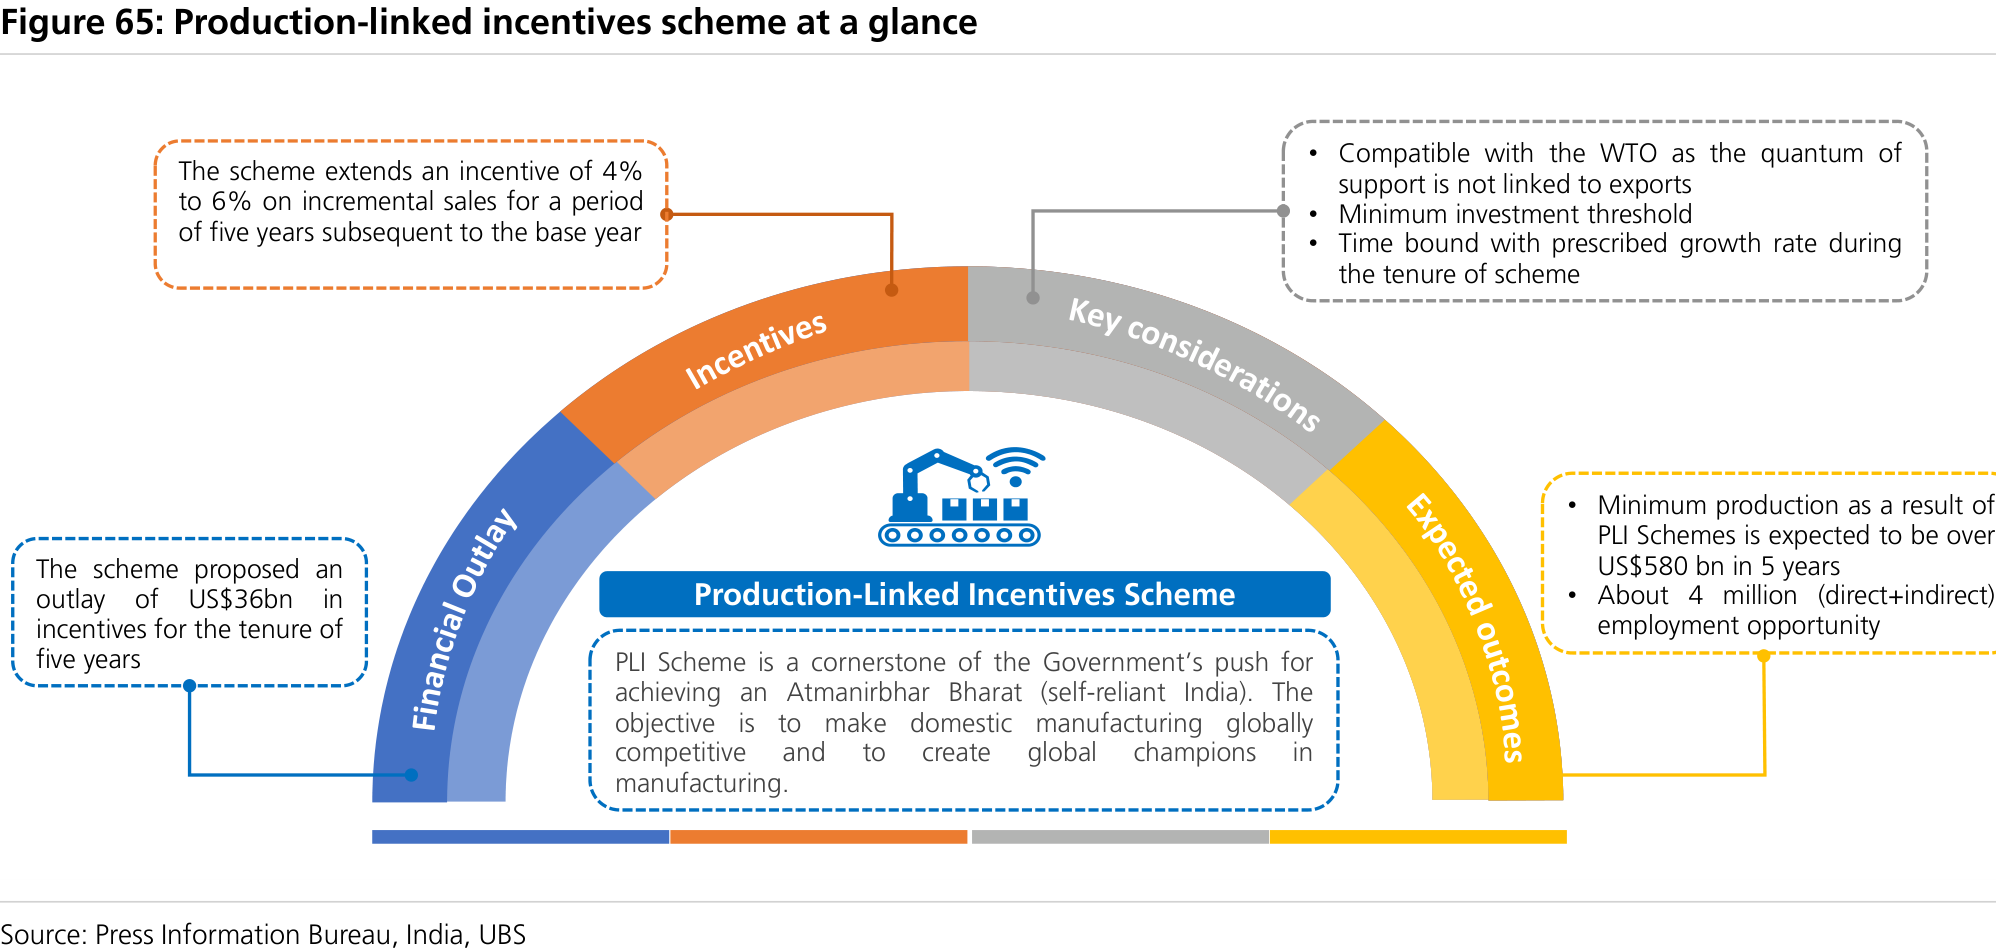 Figure 65: Production-linked incentives scheme at a glance
The scheme extends an incentive of 4%
to 6% on incremental sales for a period
of five years subsequent to the base year
• Compatible with the WTO as the quantum of
support is not linked to exports
• Minimum investment threshold
• Time bound with prescribed growth rate during
the tenure of scheme
Incentives
Key considerations
Financial Outlay
Expected outcomes
The scheme proposed an
outlay of US$36bn in
incentives for the tenure of
five years
• Minimum production as a result of
PLI Schemes is expected to be over
US$580 bn in 5 years
• About 4 million (direct+indirect)
employment opportunity
Production-Linked Incentives Scheme
PLI Scheme is a cornerstone of the Government's push for
achieving an Atmanirbhar Bharat (self-reliant India). The
objective is to make domestic manufacturing globally
competitive and to create global champions in
manufacturing.
Source: Press Information Bureau, India, UBS